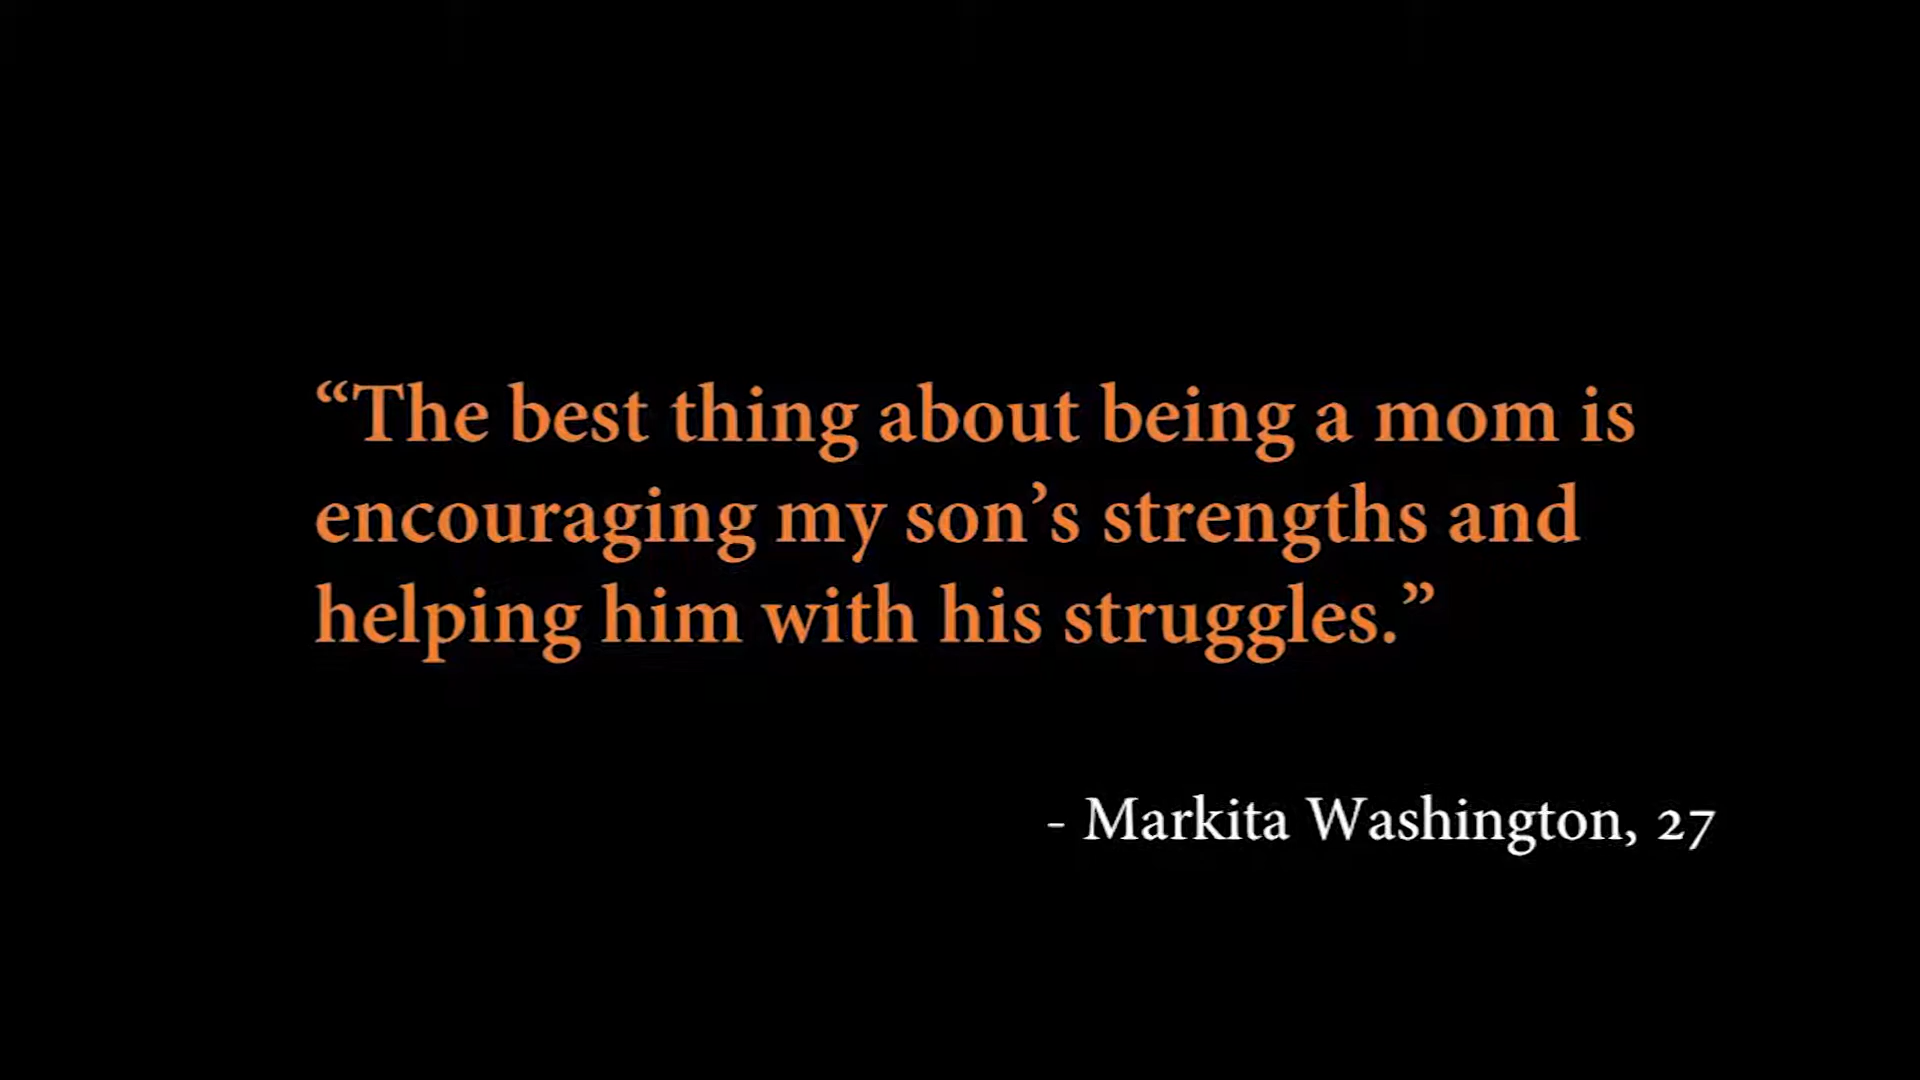 “The best thing about being a mom is
encouraging my son’s strengths and
helping him with his struggles.”
- Markita Washington, 27